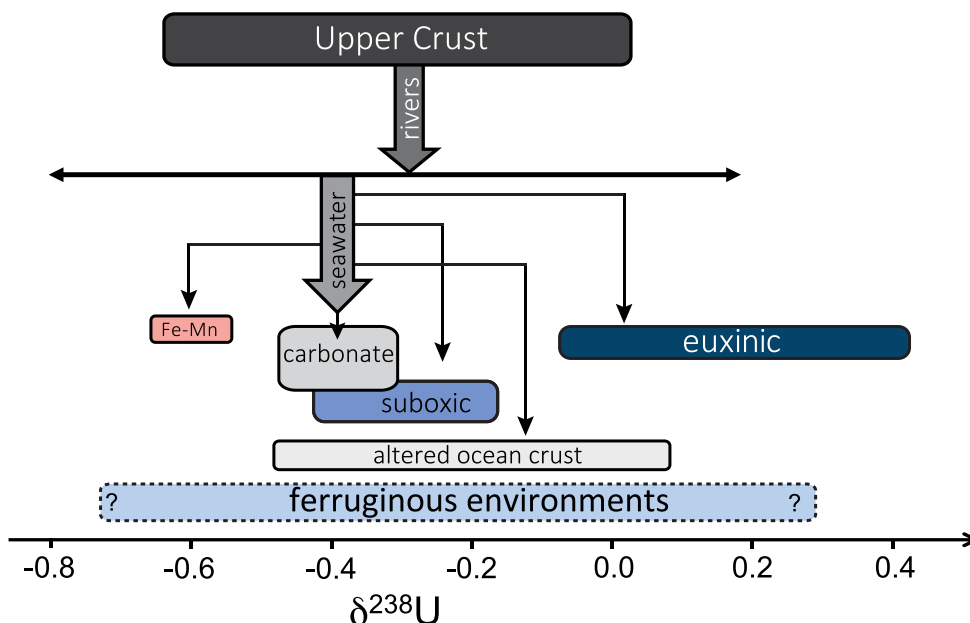 Upper Crust
rivers
seawater
Fe-Mn
carbonate
euxinic
suboxic
altered ocean crust
? ferruginous environments ?
-0.8 -0.6 -0.4 -0.2 0.0 0.2 0.4
δ²³⁸U